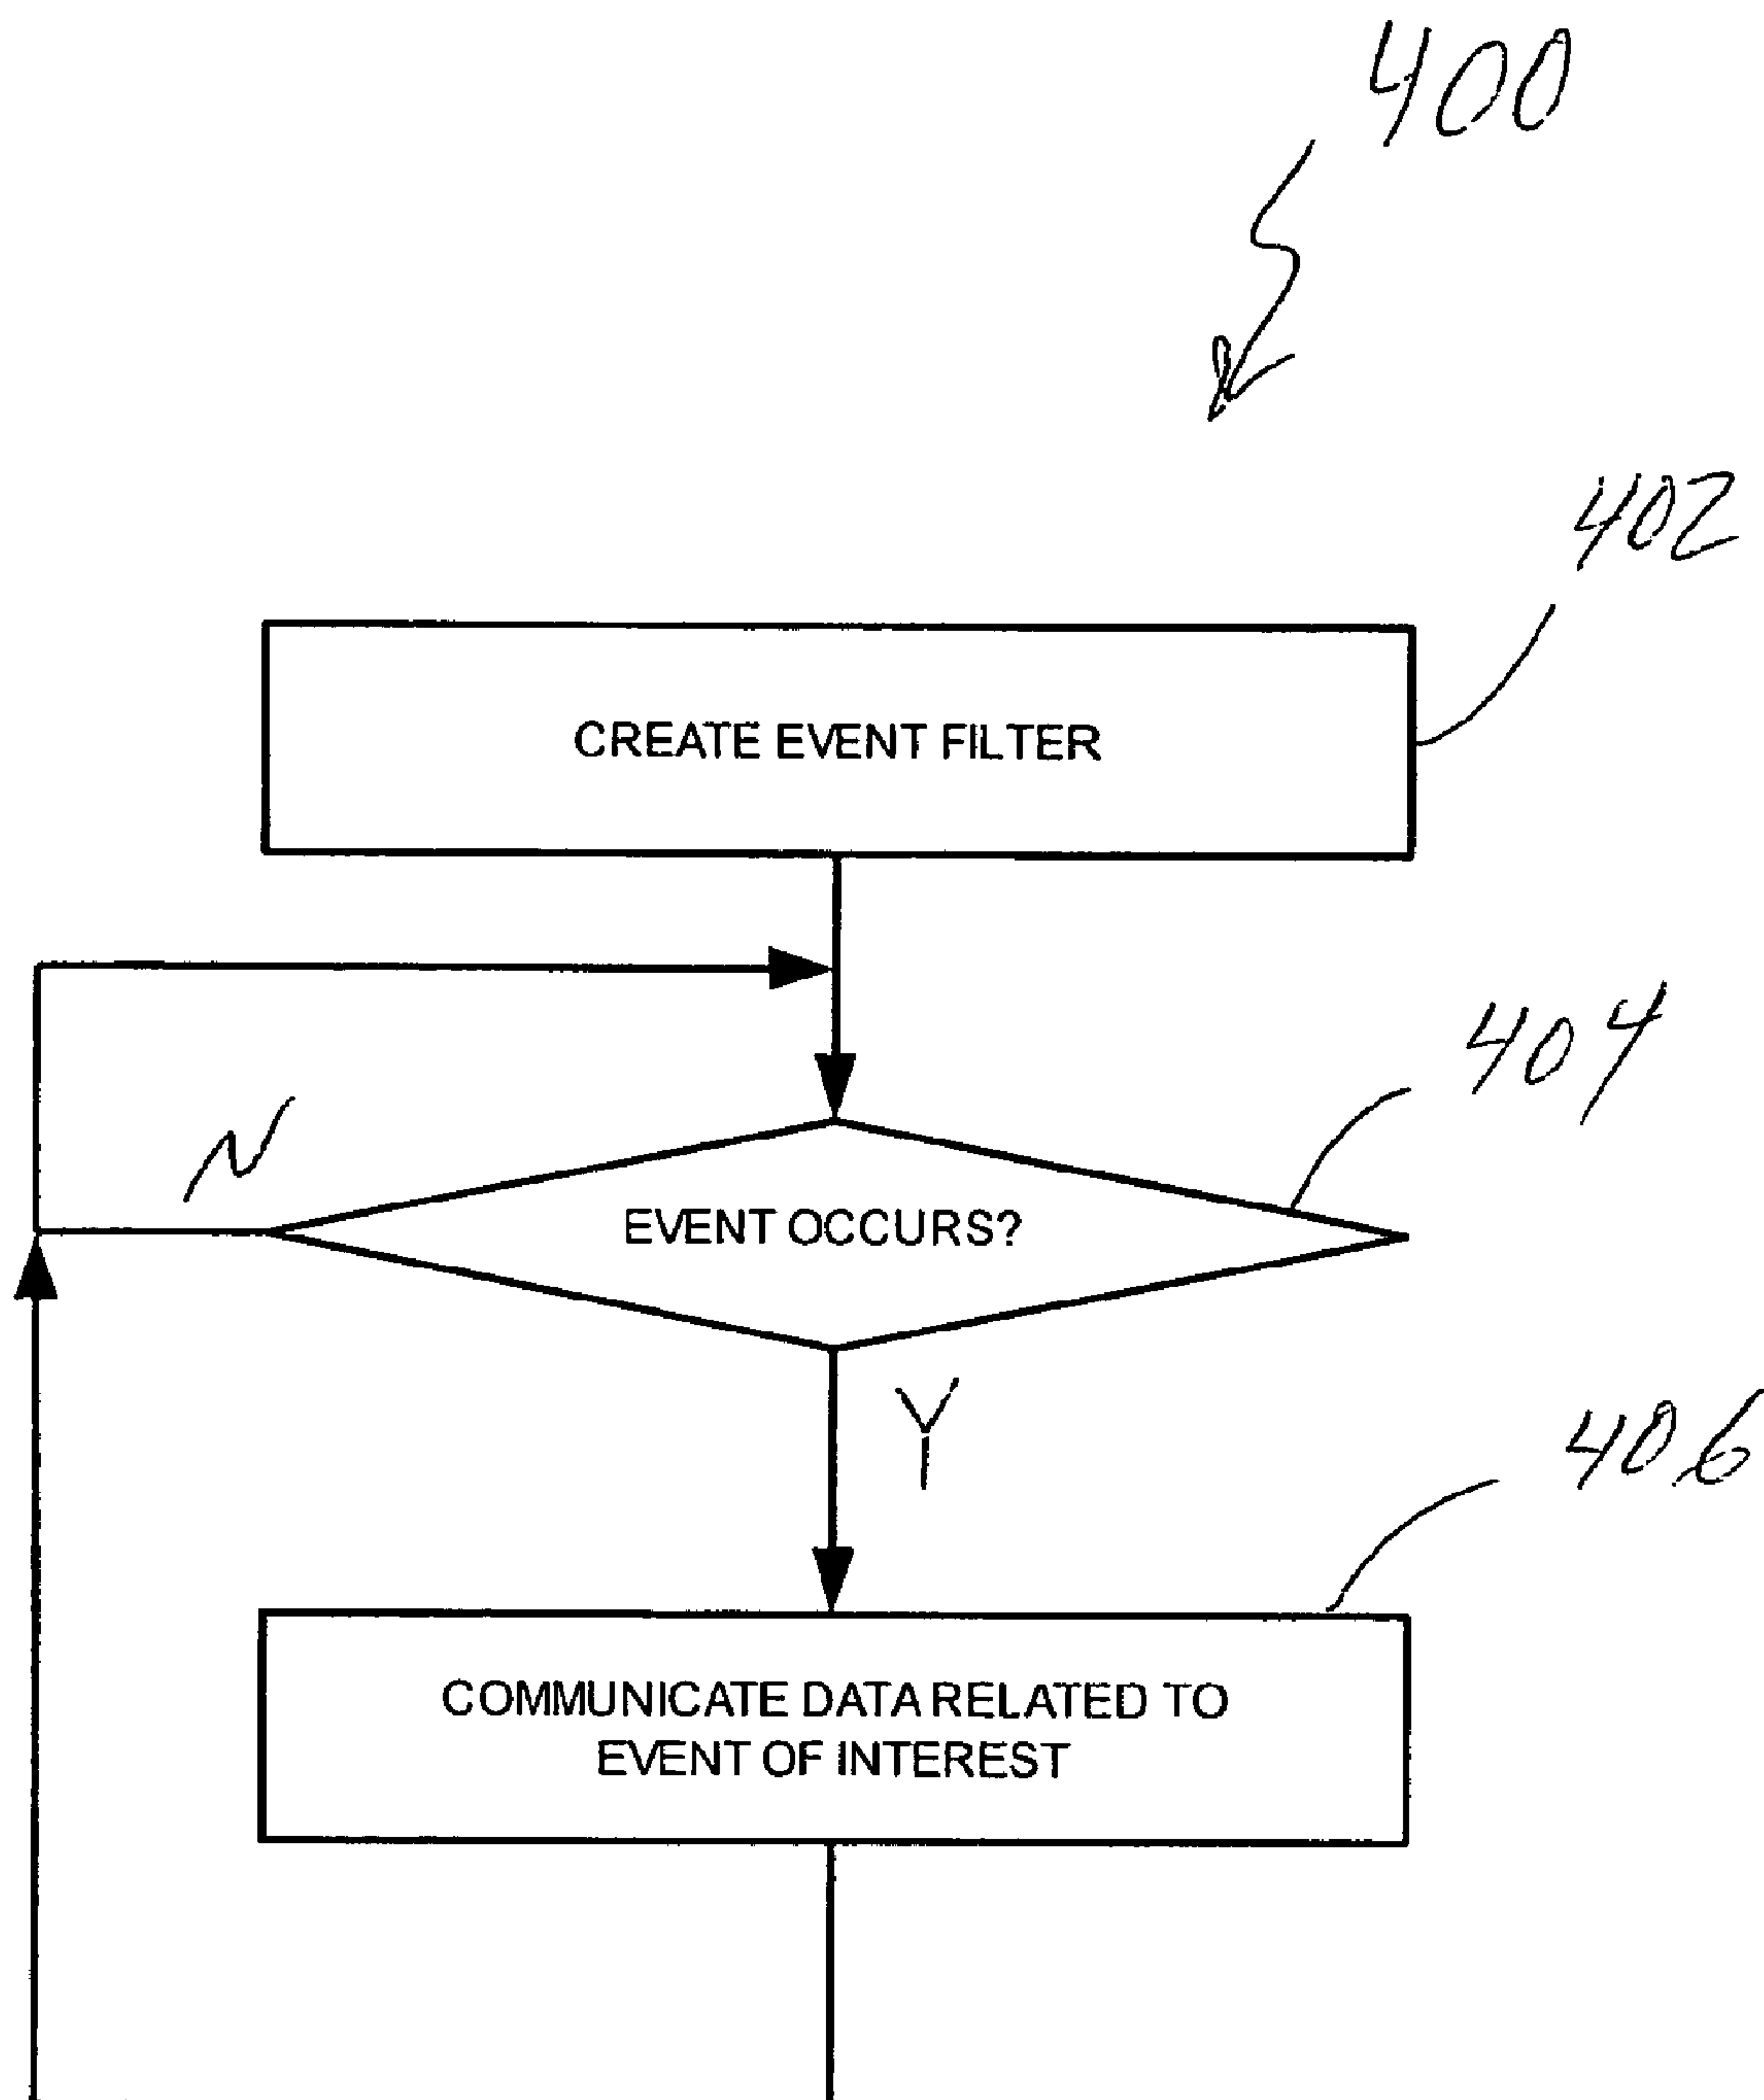 400
402
CREATE EVENT FILTER
404
N
EVENT OCCURS?
Y
406
COMMUNICATE DATA RELATED TO
EVENT OF INTEREST